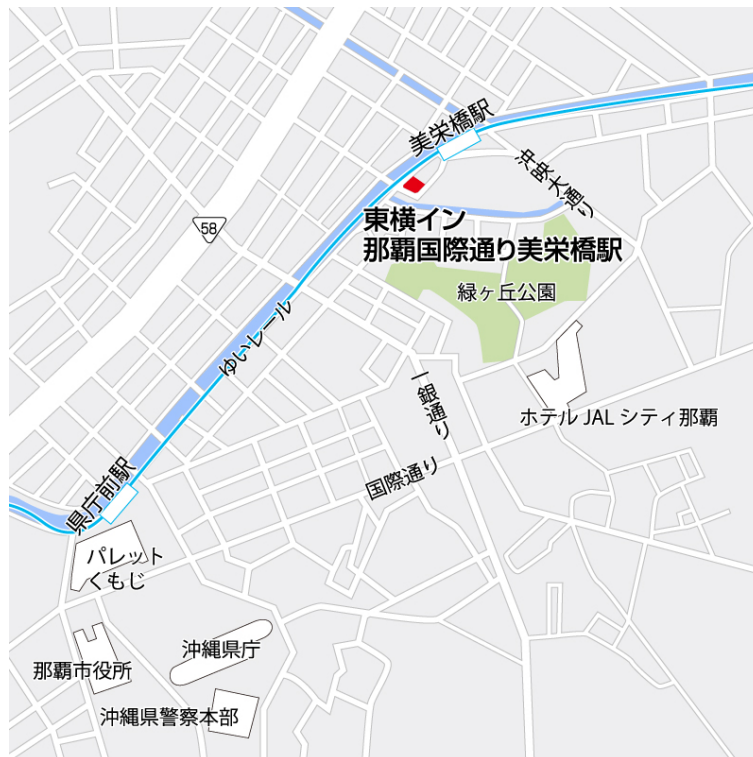 美栄橋駅
沖映大通り
58
東横イン
那覇国際通り美栄橋駅
緑ヶ丘公園
ゆいレール
一銀通り
ホテル JAL シティ那覇
国際通り
県庁前駅
パレット
くもじ
沖縄県庁
那覇市役所
沖縄県警察本部